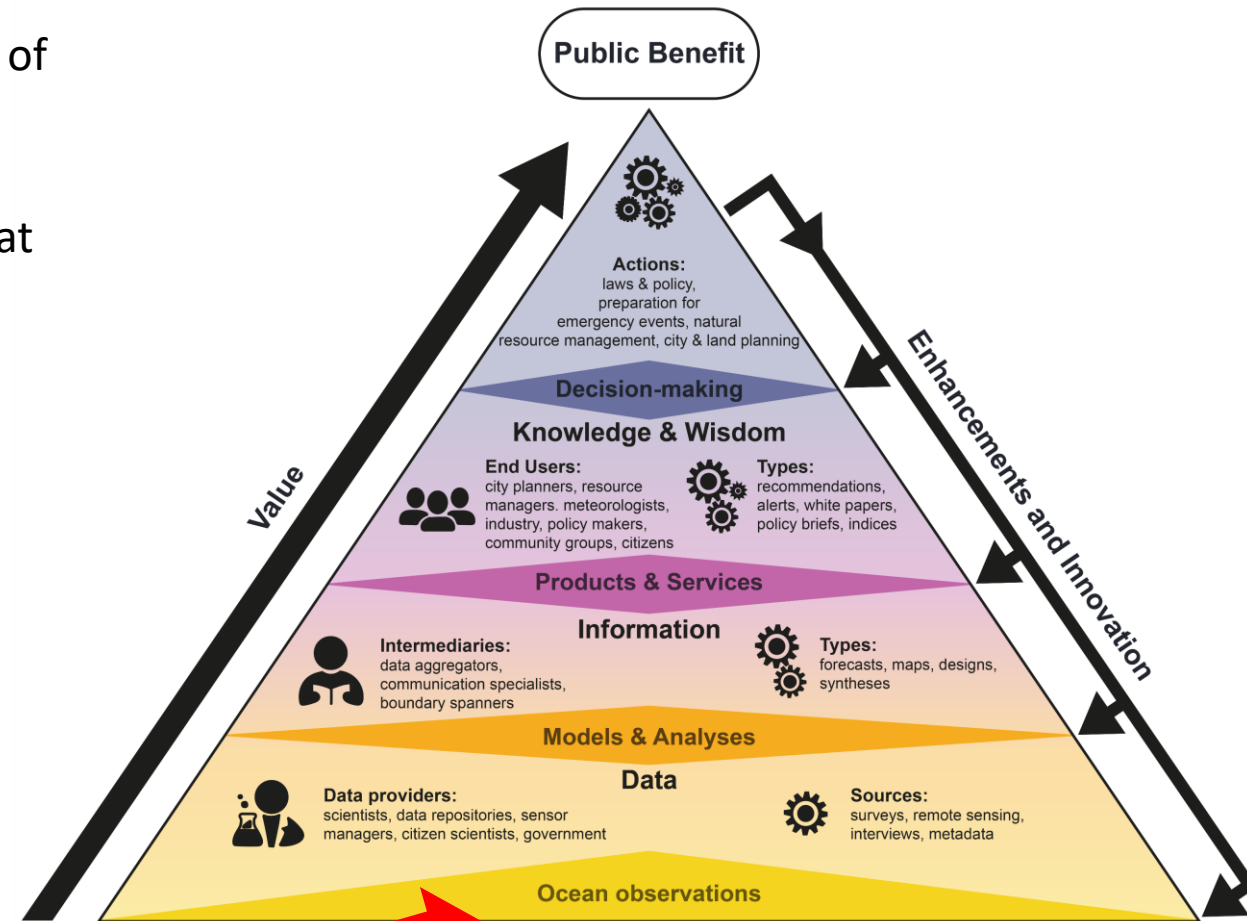 of
at
Public Benefit
Actions:
laws & policy,
preparation for
emergency events, natural
resource management, city & land planning
Decision-making
Knowledge & Wisdom
End Users:
city planners, resource
managers. meteorologists,
industry, policy makers,
community groups, citizens
Types:
recommendations,
alerts, white papers,
policy briefs, indices
Products & Services
Information
Intermediaries:
data aggregators,
communication specialists,
boundary spanners
Types:
forecasts, maps, designs,
syntheses
Models & Analyses
Data
Data providers:
scientists, data repositories, sensor
managers, citizen scientists, government
Sources:
surveys, remote sensing,
interviews, metadata
Ocean observations
Value
Enhancements and Innovation